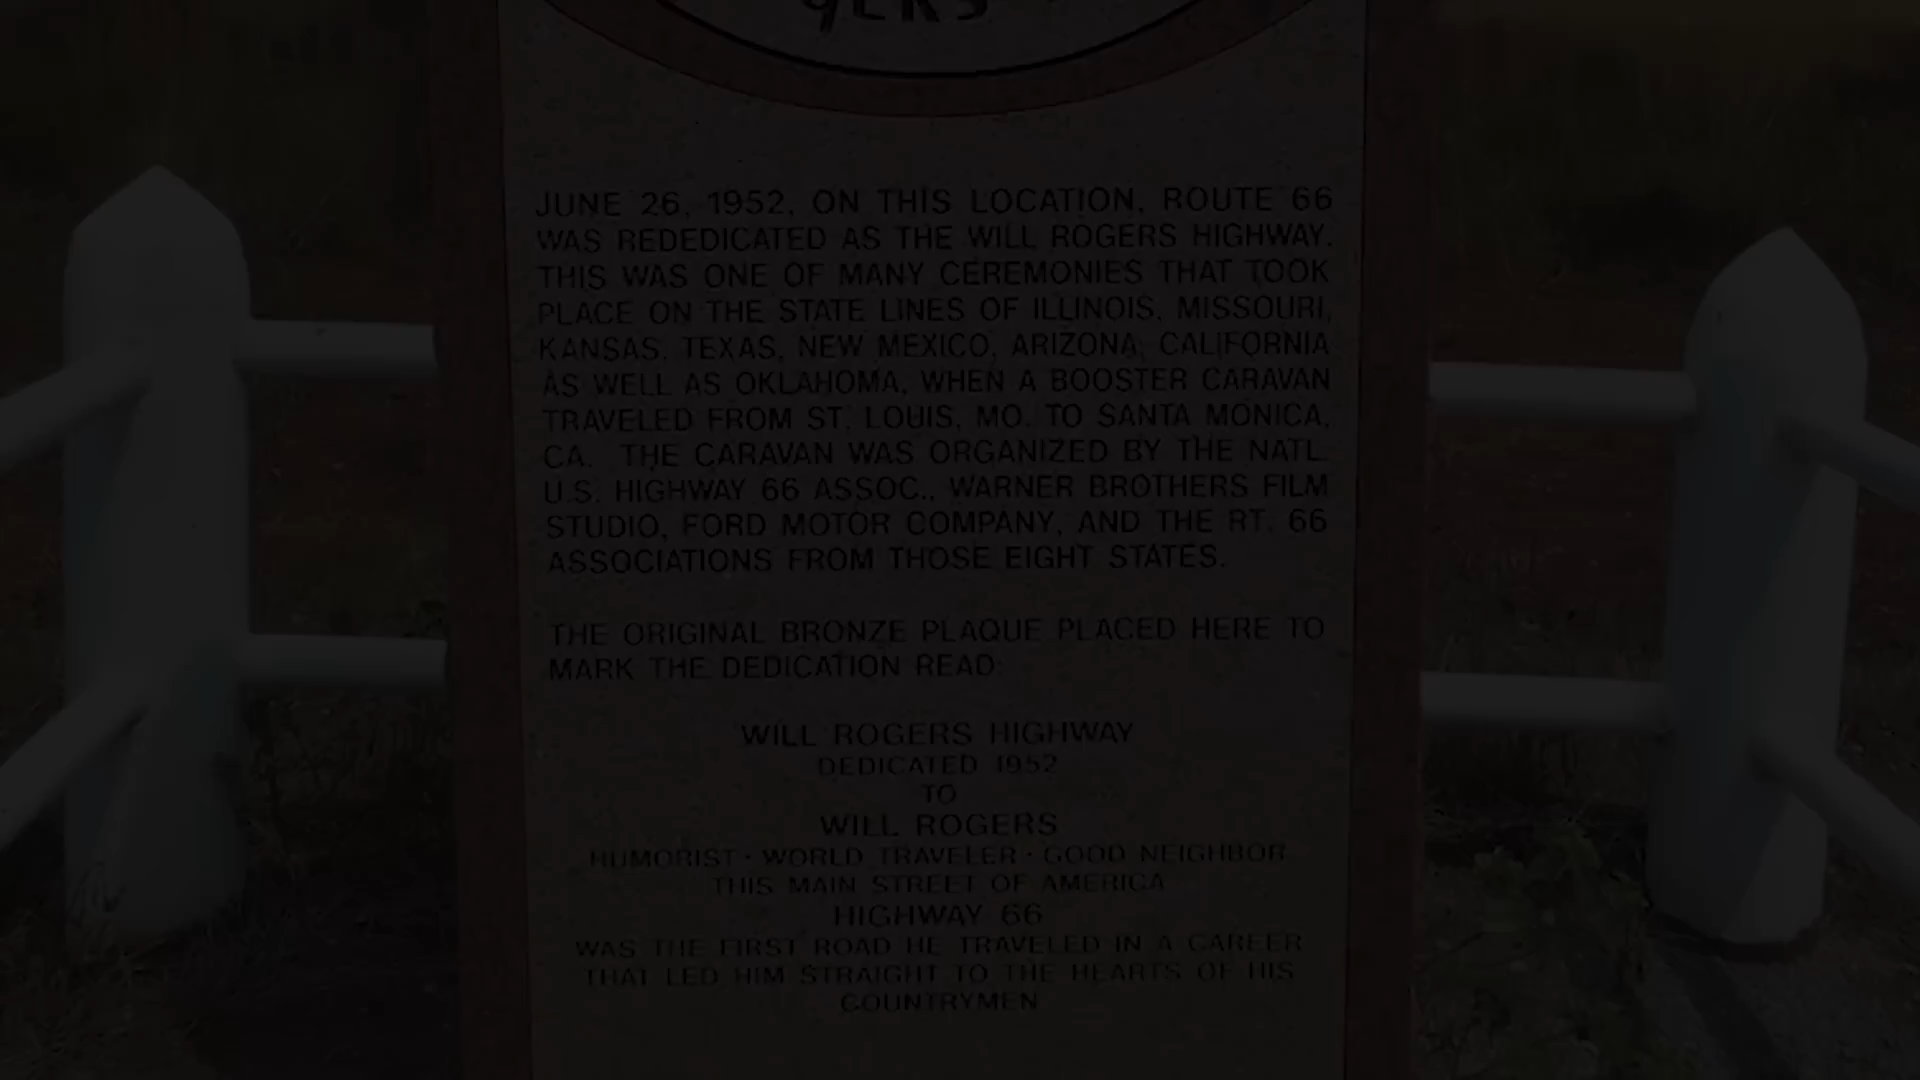 JUNE 26, 1952, ON THIS LOCATION, ROUTE 66
WAS REDEDICATED AS THE WILL ROGERS HIGHWAY.
THIS WAS ONE OF MANY CEREMONIES THAT TOOK
PLACE ON THE STATE LINES OF ILLINOIS, MISSOURI,
KANSAS, TEXAS, NEW MEXICO, ARIZONA, CALIFORNIA
AS WELL AS OKLAHOMA, WHEN A BOOSTER CARAVAN
TRAVELED FROM ST. LOUIS, MO. TO SANTA MONICA,
CA. THE CARAVAN WAS ORGANIZED BY THE NATL.
U.S. HIGHWAY 66 ASSOC., WARNER BROTHERS FILM
STUDIO, FORD MOTOR COMPANY, AND THE RT. 66
ASSOCIATIONS FROM THOSE EIGHT STATES.
THE ORIGINAL BRONZE PLAQUE PLACED HERE TO
MARK THE DEDICATION READ:
WILL ROGERS HIGHWAY
DEDICATED 1952
TO
WILL ROGERS
HUMORIST · WORLD TRAVELER · GOOD NEIGHBOR
THIS MAIN STREET OF AMERICA
HIGHWAY 66
WAS THE FIRST ROAD HE TRAVELED IN A CAREER
THAT LED HIM STRAIGHT TO THE HEARTS OF HIS
COUNTRYMEN